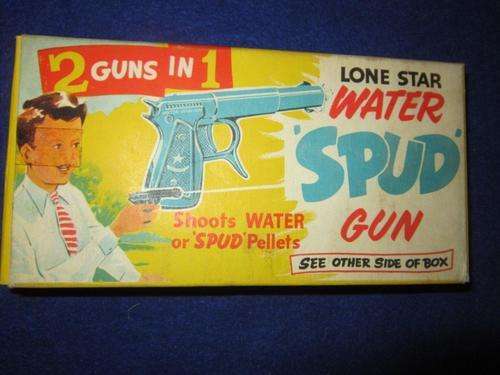 2 GUNS IN 1
LONE STAR
WATER
'SPUD'
GUN
Shoots WATER
or 'SPUD' Pellets
SEE OTHER SIDE OF BOX